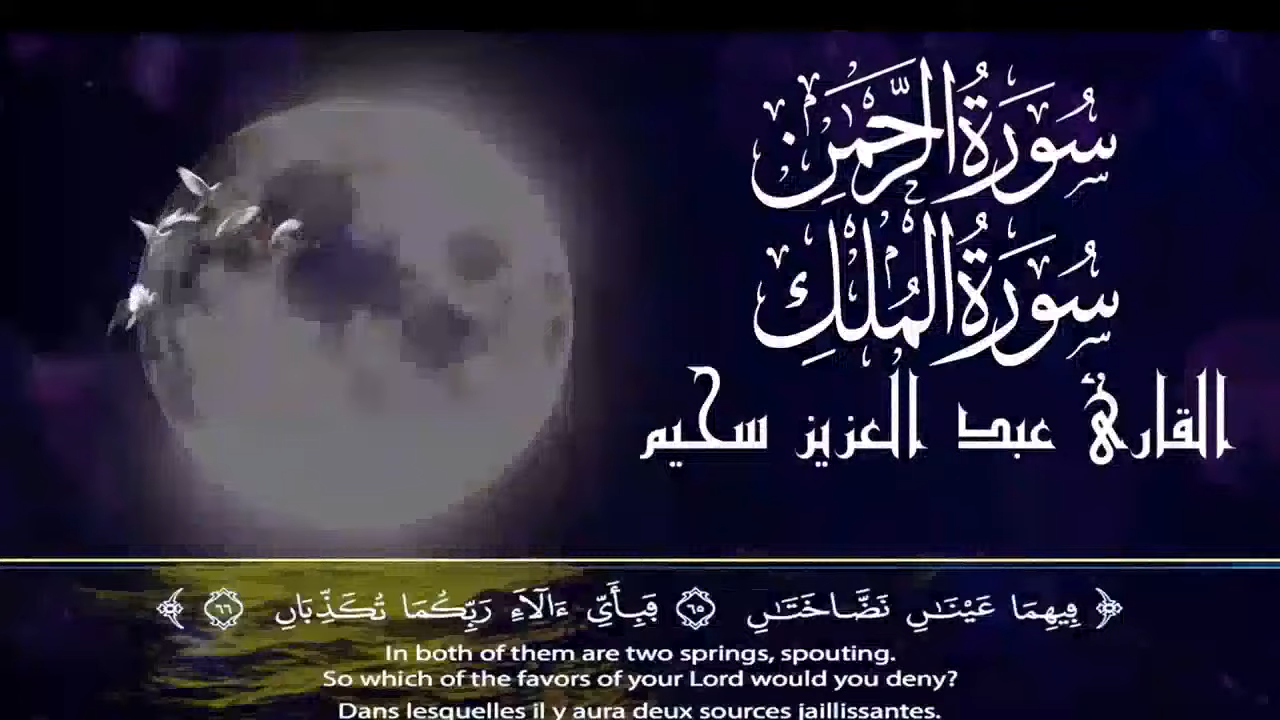 سُورَةُ الرَّحْمَٰنِ
سُورَةُ الْمُلْكِ
القارئ عبد العزيز سحيم
﴿ فِيهِمَا عَيْنَانِ نَضَّاخَتَانِ ٦٥ فَبِأَيِّ ءَالَآءِ رَبِّكُمَا تُكَذِّبَانِ ٦٦ ﴾
In both of them are two springs, spouting.
So which of the favors of your Lord would you deny?
Dans lesquelles il y aura deux sources jaillissantes.